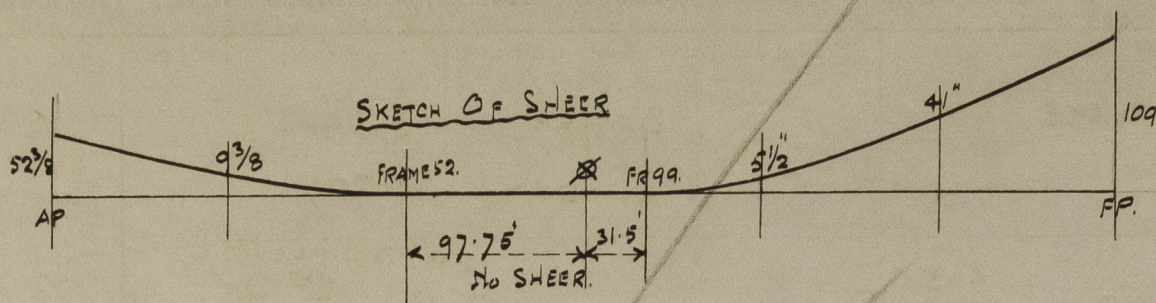 SKETCH OF SHEER
41"
109
52 3/8
9 3/8
FRAME 52.
FR 99.
5 1/2"
AP
FP.
97·75'
31·5'
NO SHEER.